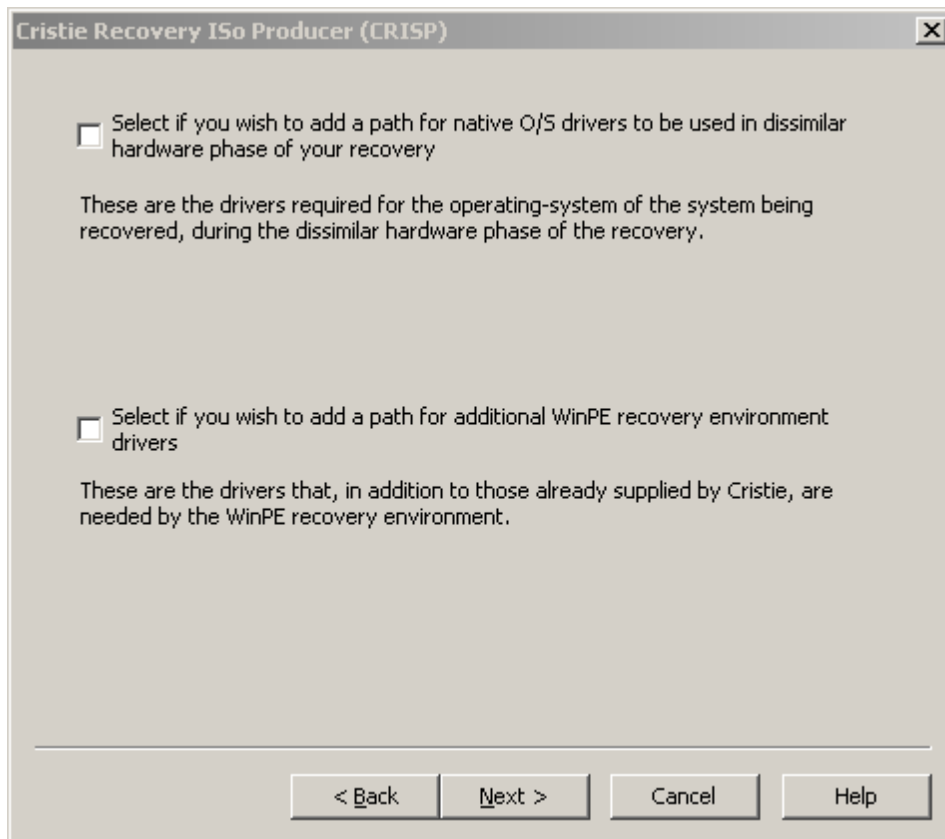 Cristie Recovery ISo Producer (CRISP)
Select if you wish to add a path for native O/S drivers to be used in dissimilar
hardware phase of your recovery
These are the drivers required for the operating-system of the system being
recovered, during the dissimilar hardware phase of the recovery.
Select if you wish to add a path for additional WinPE recovery environment
drivers
These are the drivers that, in addition to those already supplied by Cristie, are
needed by the WinPE recovery environment.
< Back Next > Cancel Help